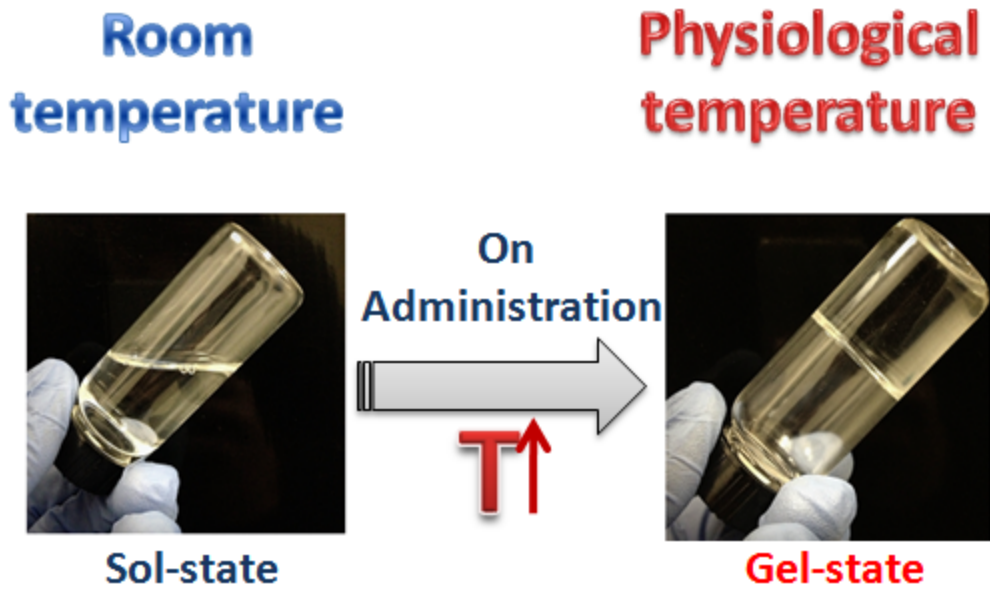 Room
temperature
Physiological
temperature
On
Administration
T
Sol-state
Gel-state